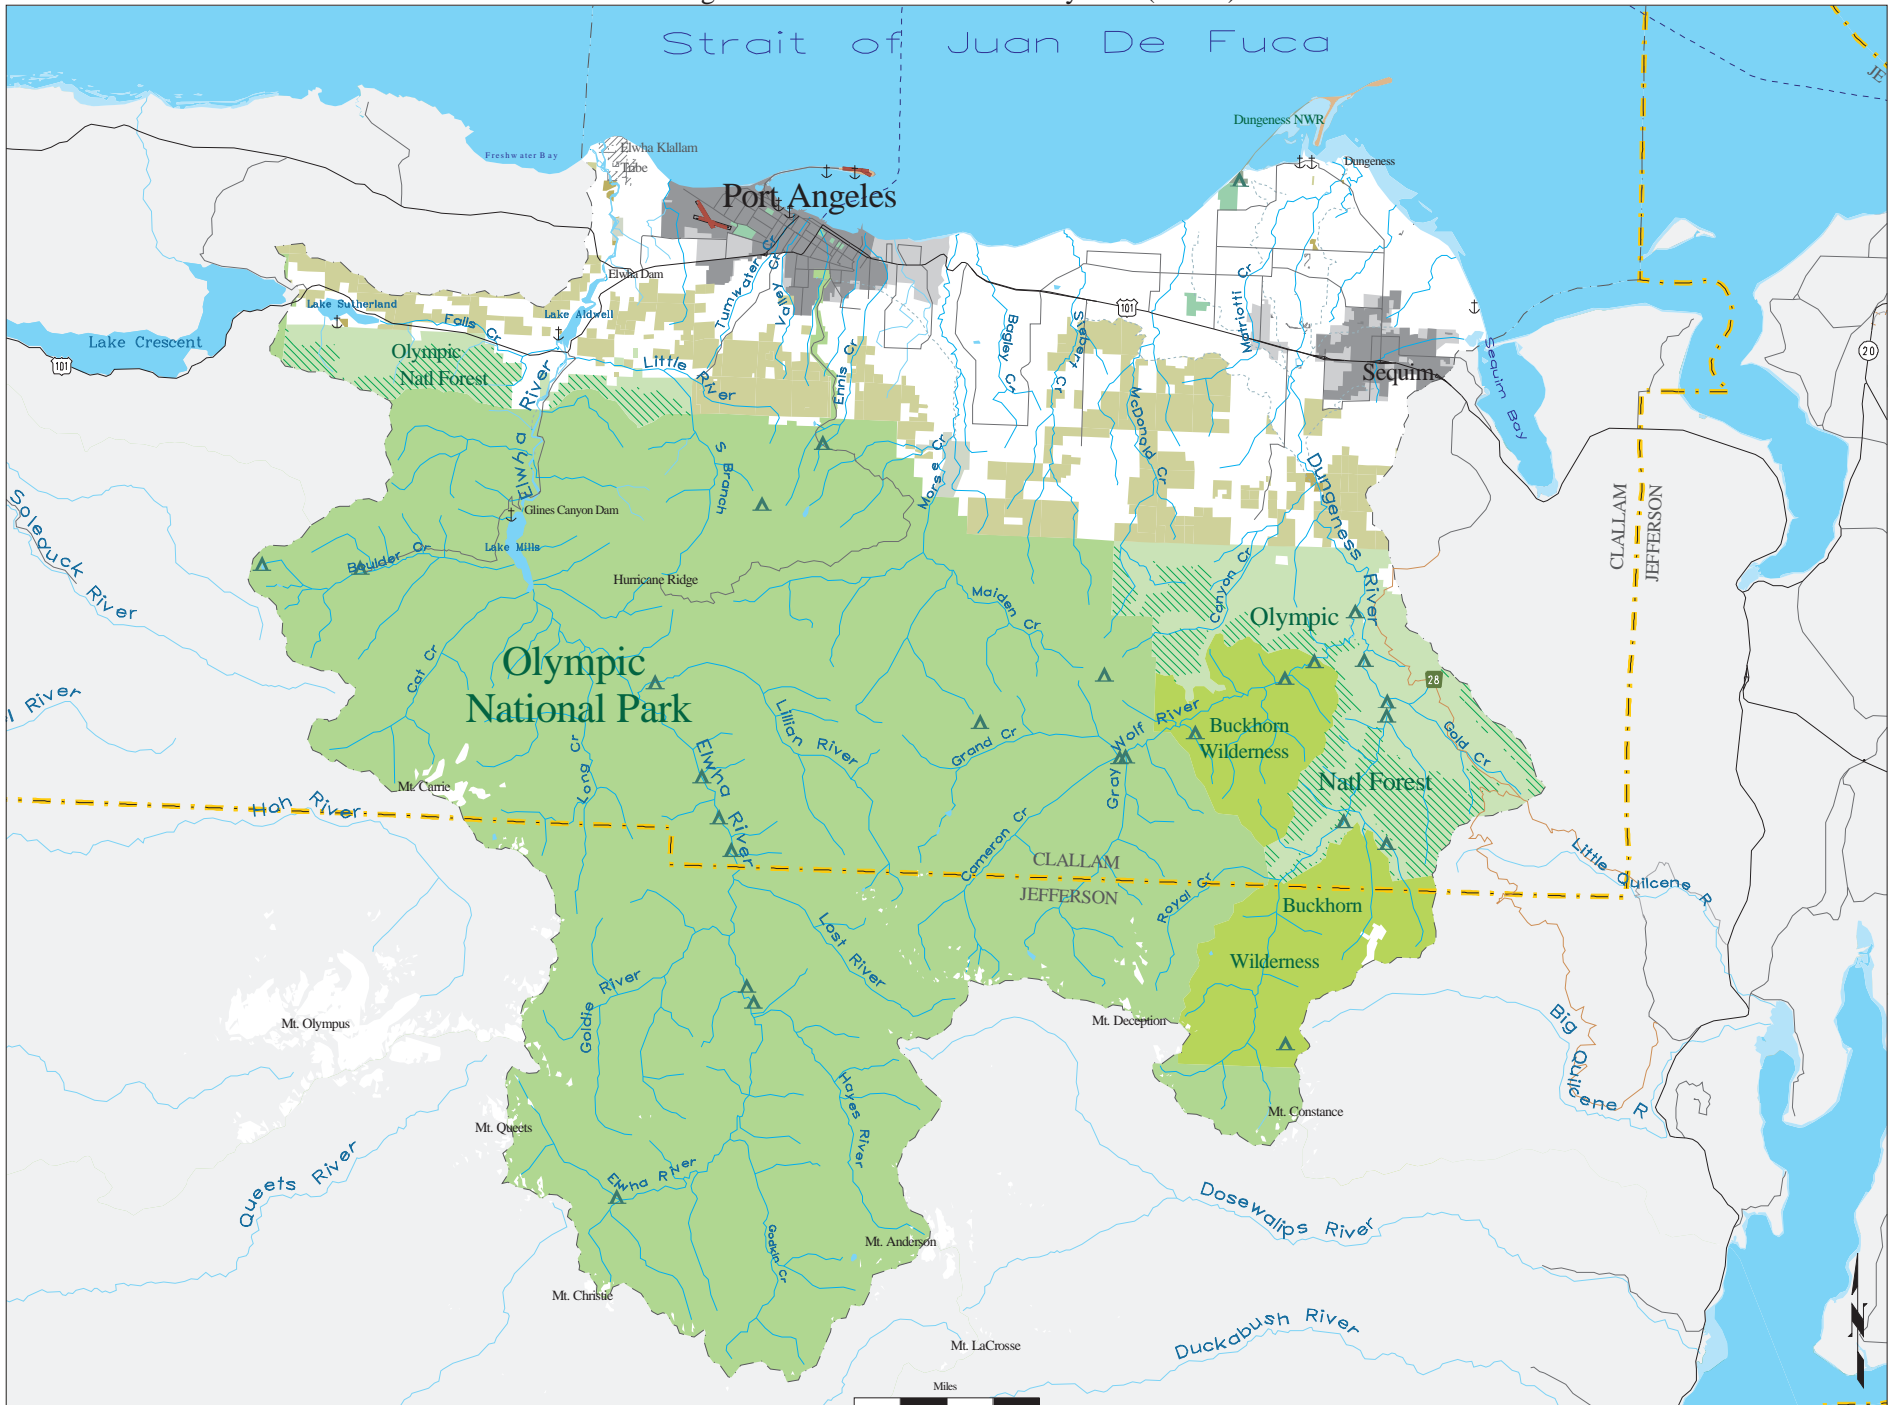 Strait of Juan De Fuca
Freshwater Bay
Elwha Klallam
Tribe
Port Angeles
Dungeness NWR
Dungeness
Elwha Dam
Lake Sutherland
Lake Aldwell
Falls Cr
Lake Crescent
101
Olympic
Natl Forest
Little River
Tumwater Cr
Valley Cr
Ennis Cr
Bagley Cr
Siebert Cr
McDonald Cr
Matriotti Cr
101
Sequim
Sequim Bay
20
JE
Elwha River
S Branch
Morse Cr
Dungeness River
CLALLAM
JEFFERSON
Soleduck River
Glines Canyon Dam
Lake Mills
Boulder Cr
Hurricane Ridge
Maiden Cr
Canyon Cr
Olympic
Natl Forest
28
Gold Cr
Olympic
National Park
Cat Cr
Long Cr
Lillian River
Elwha River
Grand Cr
Gray Wolf River
Buckhorn
Wilderness
Cameron Cr
Royal Cr
l River
Mt. Carrie
Hoh River
CLALLAM
JEFFERSON
Little Quilcene R
Buckhorn
Wilderness
Lost River
Goldie River
Mt. Olympus
Mt. Deception
Big Quilcene R
Hayes River
Mt. Constance
Mt. Queets
Queets River
Elwha River
Godkin Cr
Mt. Anderson
Dosewalips River
Mt. Christie
Mt. LaCrosse
Duckabush River
Miles
N